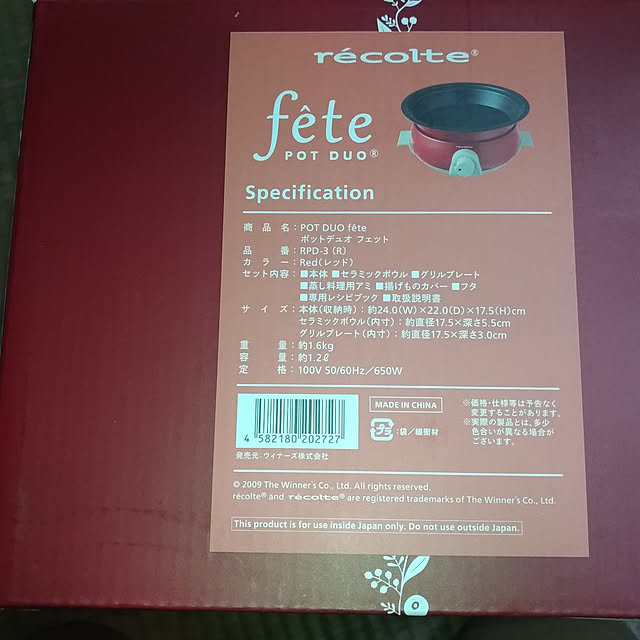 récolte®
fête
POT DUO®
Specification
商品名：POT DUO fête
ポットデュオ フェット
品番：RPD-3（R）
カラー：Red（レッド）
セット内容：■本体 ■セラミックボウル ■グリルプレート
■蒸し料理用アミ ■揚げものカバー ■フタ
■専用レシピブック ■取扱説明書
サイズ：本体（収納時）：約24.0(W)×22.0(D)×17.5(H)cm
セラミックボウル（内寸）：約直径17.5×深さ5.5cm
グリルプレート（内寸）：約直径17.5×深さ3.0cm
重量：約1.6kg
容量：約1.2ℓ
定格：100V 50/60Hz／650W
4 582180 202727
MADE IN CHINA
プラ：袋／緩衝材
※価格・仕様等は予告なく
変更することがあります。
※実際の製品とは、多少
色合いが異なる場合が
ございます。
発売元：ウィナーズ株式会社
© 2009 The Winner's Co., Ltd. All rights reserved.
récolte® and récolte® are registered trademarks of The Winner's Co., Ltd.
This product is for use inside Japan only. Do not use outside Japan.